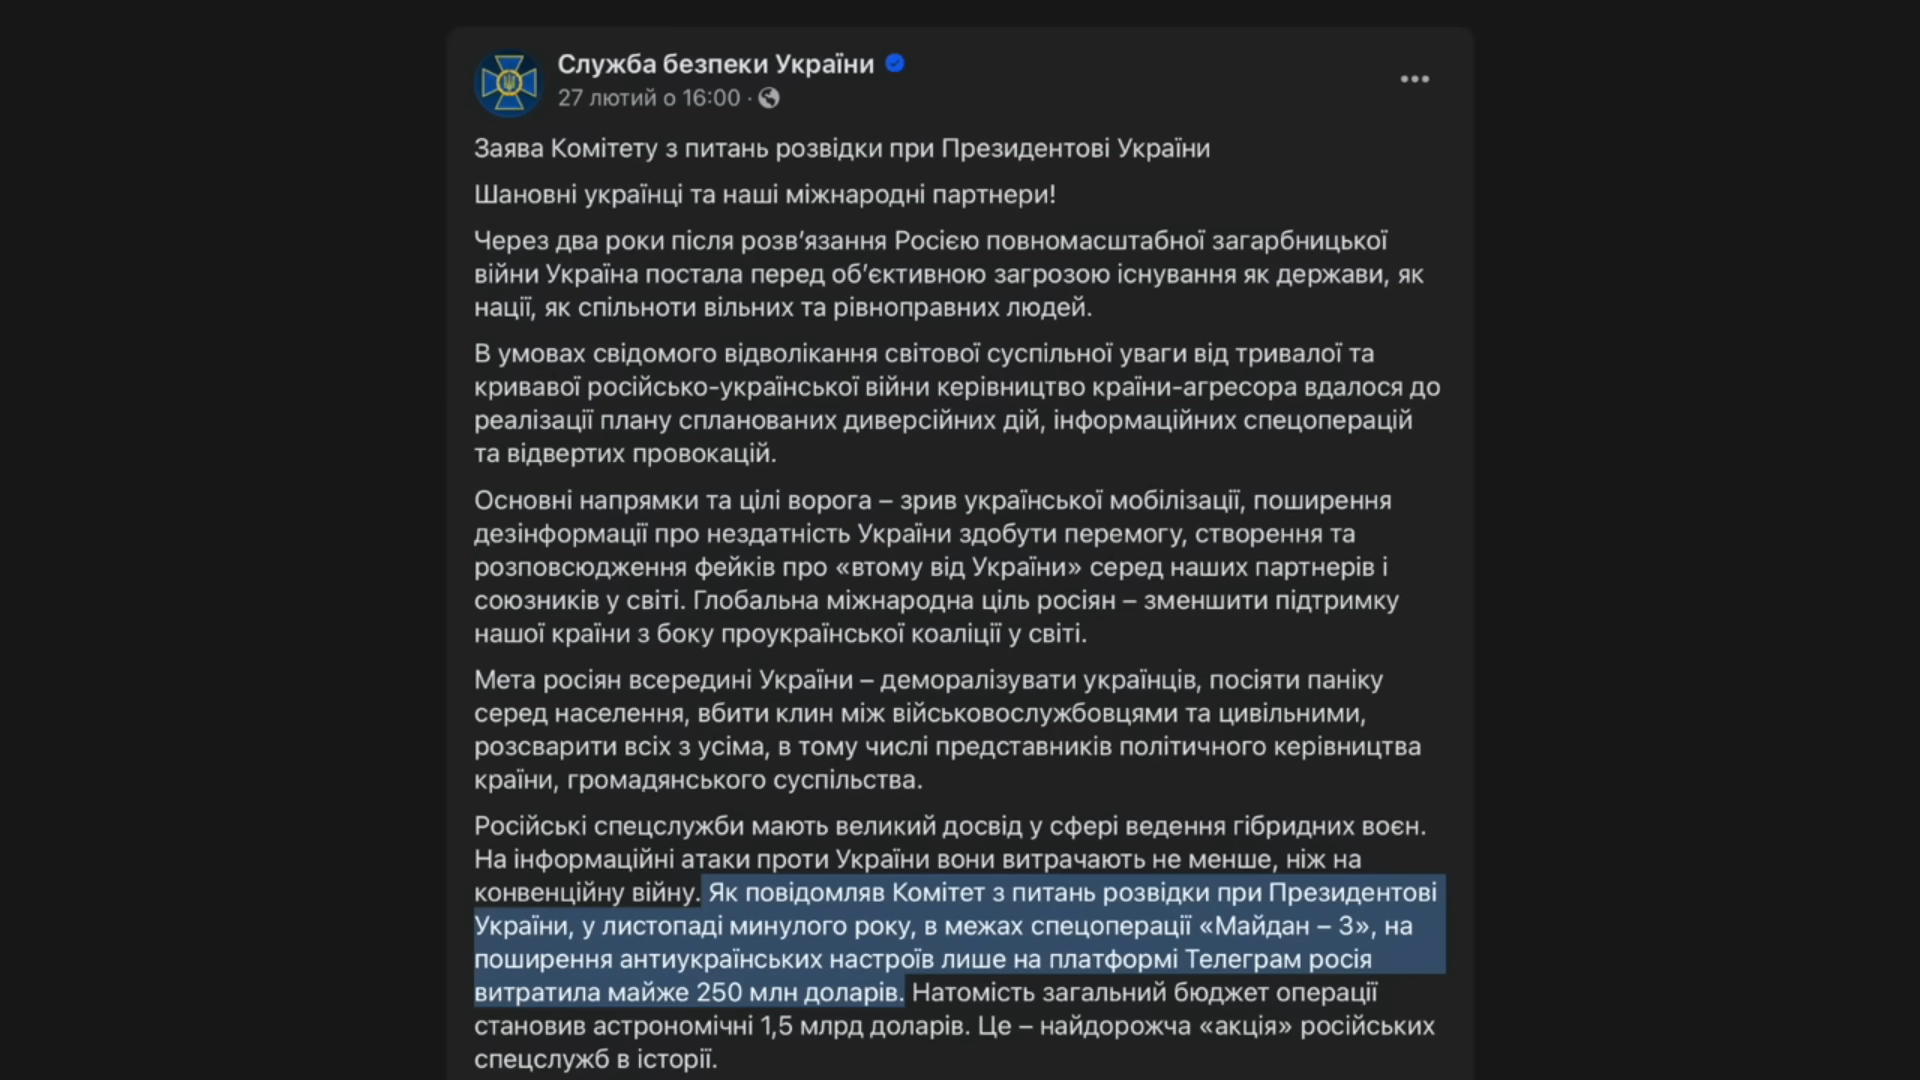 Служба безпеки України
27 лютий о 16:00 ·
Заява Комітету з питань розвідки при Президентові України
Шановні українці та наші міжнародні партнери!
Через два роки після розв’язання Росією повномасштабної загарбницької
війни Україна постала перед об’єктивною загрозою існування як держави, як
нації, як спільноти вільних та рівноправних людей.
В умовах свідомого відволікання світової суспільної уваги від тривалої та
кривавої російсько-української війни керівництво країни-агресора вдалося до
реалізації плану спланованих диверсійних дій, інформаційних спецоперацій
та відвертих провокацій.
Основні напрямки та цілі ворога – зрив української мобілізації, поширення
дезінформації про нездатність України здобути перемогу, створення та
розповсюдження фейків про «втому від України» серед наших партнерів і
союзників у світі. Глобальна міжнародна ціль росіян – зменшити підтримку
нашої країни з боку проукраїнської коаліції у світі.
Мета росіян всередині України – деморалізувати українців, посіяти паніку
серед населення, вбити клин між військовослужбовцями та цивільними,
розсварити всіх з усіма, в тому числі представників політичного керівництва
країни, громадянського суспільства.
Російські спецслужби мають великий досвід у сфері ведення гібридних воєн.
На інформаційні атаки проти України вони витрачають не менше, ніж на
конвенційну війну. Як повідомляв Комітет з питань розвідки при Президентові
України, у листопаді минулого року, в межах спецоперації «Майдан – 3», на
поширення антиукраїнських настроїв лише на платформі Телеграм росія
витратила майже 250 млн доларів. Натомість загальний бюджет операції
становив астрономічні 1,5 млрд доларів. Це – найдорожча «акція» російських
спецслужб в історії.